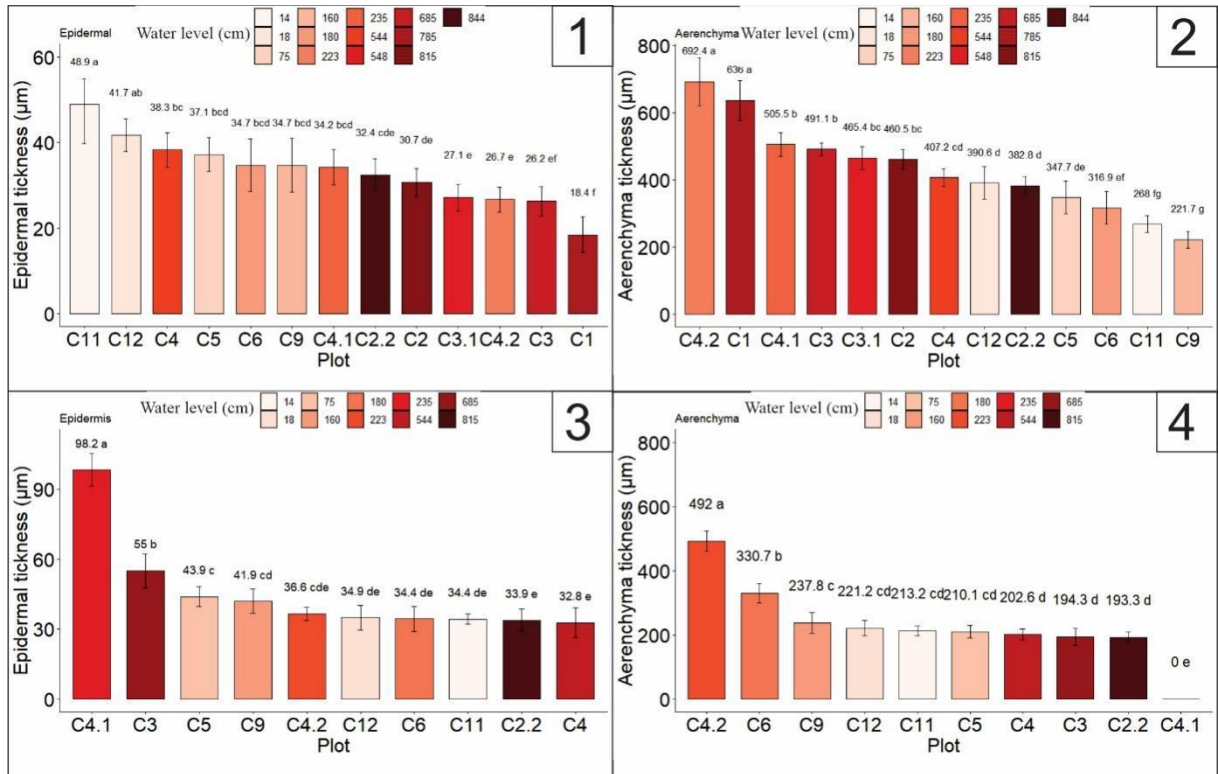 1
Epidermal
Water level (cm)
14 160 235 685 844
18 180 544 785
75 223 548 815
Epidermal tickness (µm)
60
40
20
0
48.9 a 41.7 ab 38.3 bc 37.1 bcd 34.7 bcd 34.7 bcd 34.2 bcd 32.4 cde 30.7 de 27.1 e 26.7 e 26.2 ef 18.4 f
C11 C12 C4 C5 C6 C9 C4.1 C2.2 C2 C3.1 C4.2 C3 C1
Plot
2
Aerenchyma
Water level (cm)
14 160 235 685 844
18 180 544 785
75 223 548 815
Aerenchyma tickness (µm)
800
600
400
200
0
692.4 a 636 a 505.5 b 491.1 b 465.4 bc 460.5 bc 407.2 cd 390.6 d 382.8 d 347.7 de 316.9 ef 268 fg 221.7 g
C4.2 C1 C4.1 C3 C3.1 C2 C4 C12 C2.2 C5 C6 C11 C9
Plot
3
Epidermis
Water level (cm)
14 75 180 235 685
18 160 223 544 815
Epidermal tickness (µm)
90
60
30
0
98.2 a 55 b 43.9 c 41.9 cd 36.6 cde 34.9 de 34.4 de 34.4 de 33.9 e 32.8 e
C4.1 C3 C5 C9 C4.2 C12 C6 C11 C2.2 C4
Plot
4
Aerenchyma
Water level (cm)
14 75 180 235 685
18 160 223 544 815
Aerenchyma tickness (µm)
800
600
400
200
0
492 a 330.7 b 237.8 c 221.2 cd 213.2 cd 210.1 cd 202.6 d 194.3 d 193.3 d 0 e
C4.2 C6 C9 C12 C11 C5 C4 C3 C2.2 C4.1
Plot